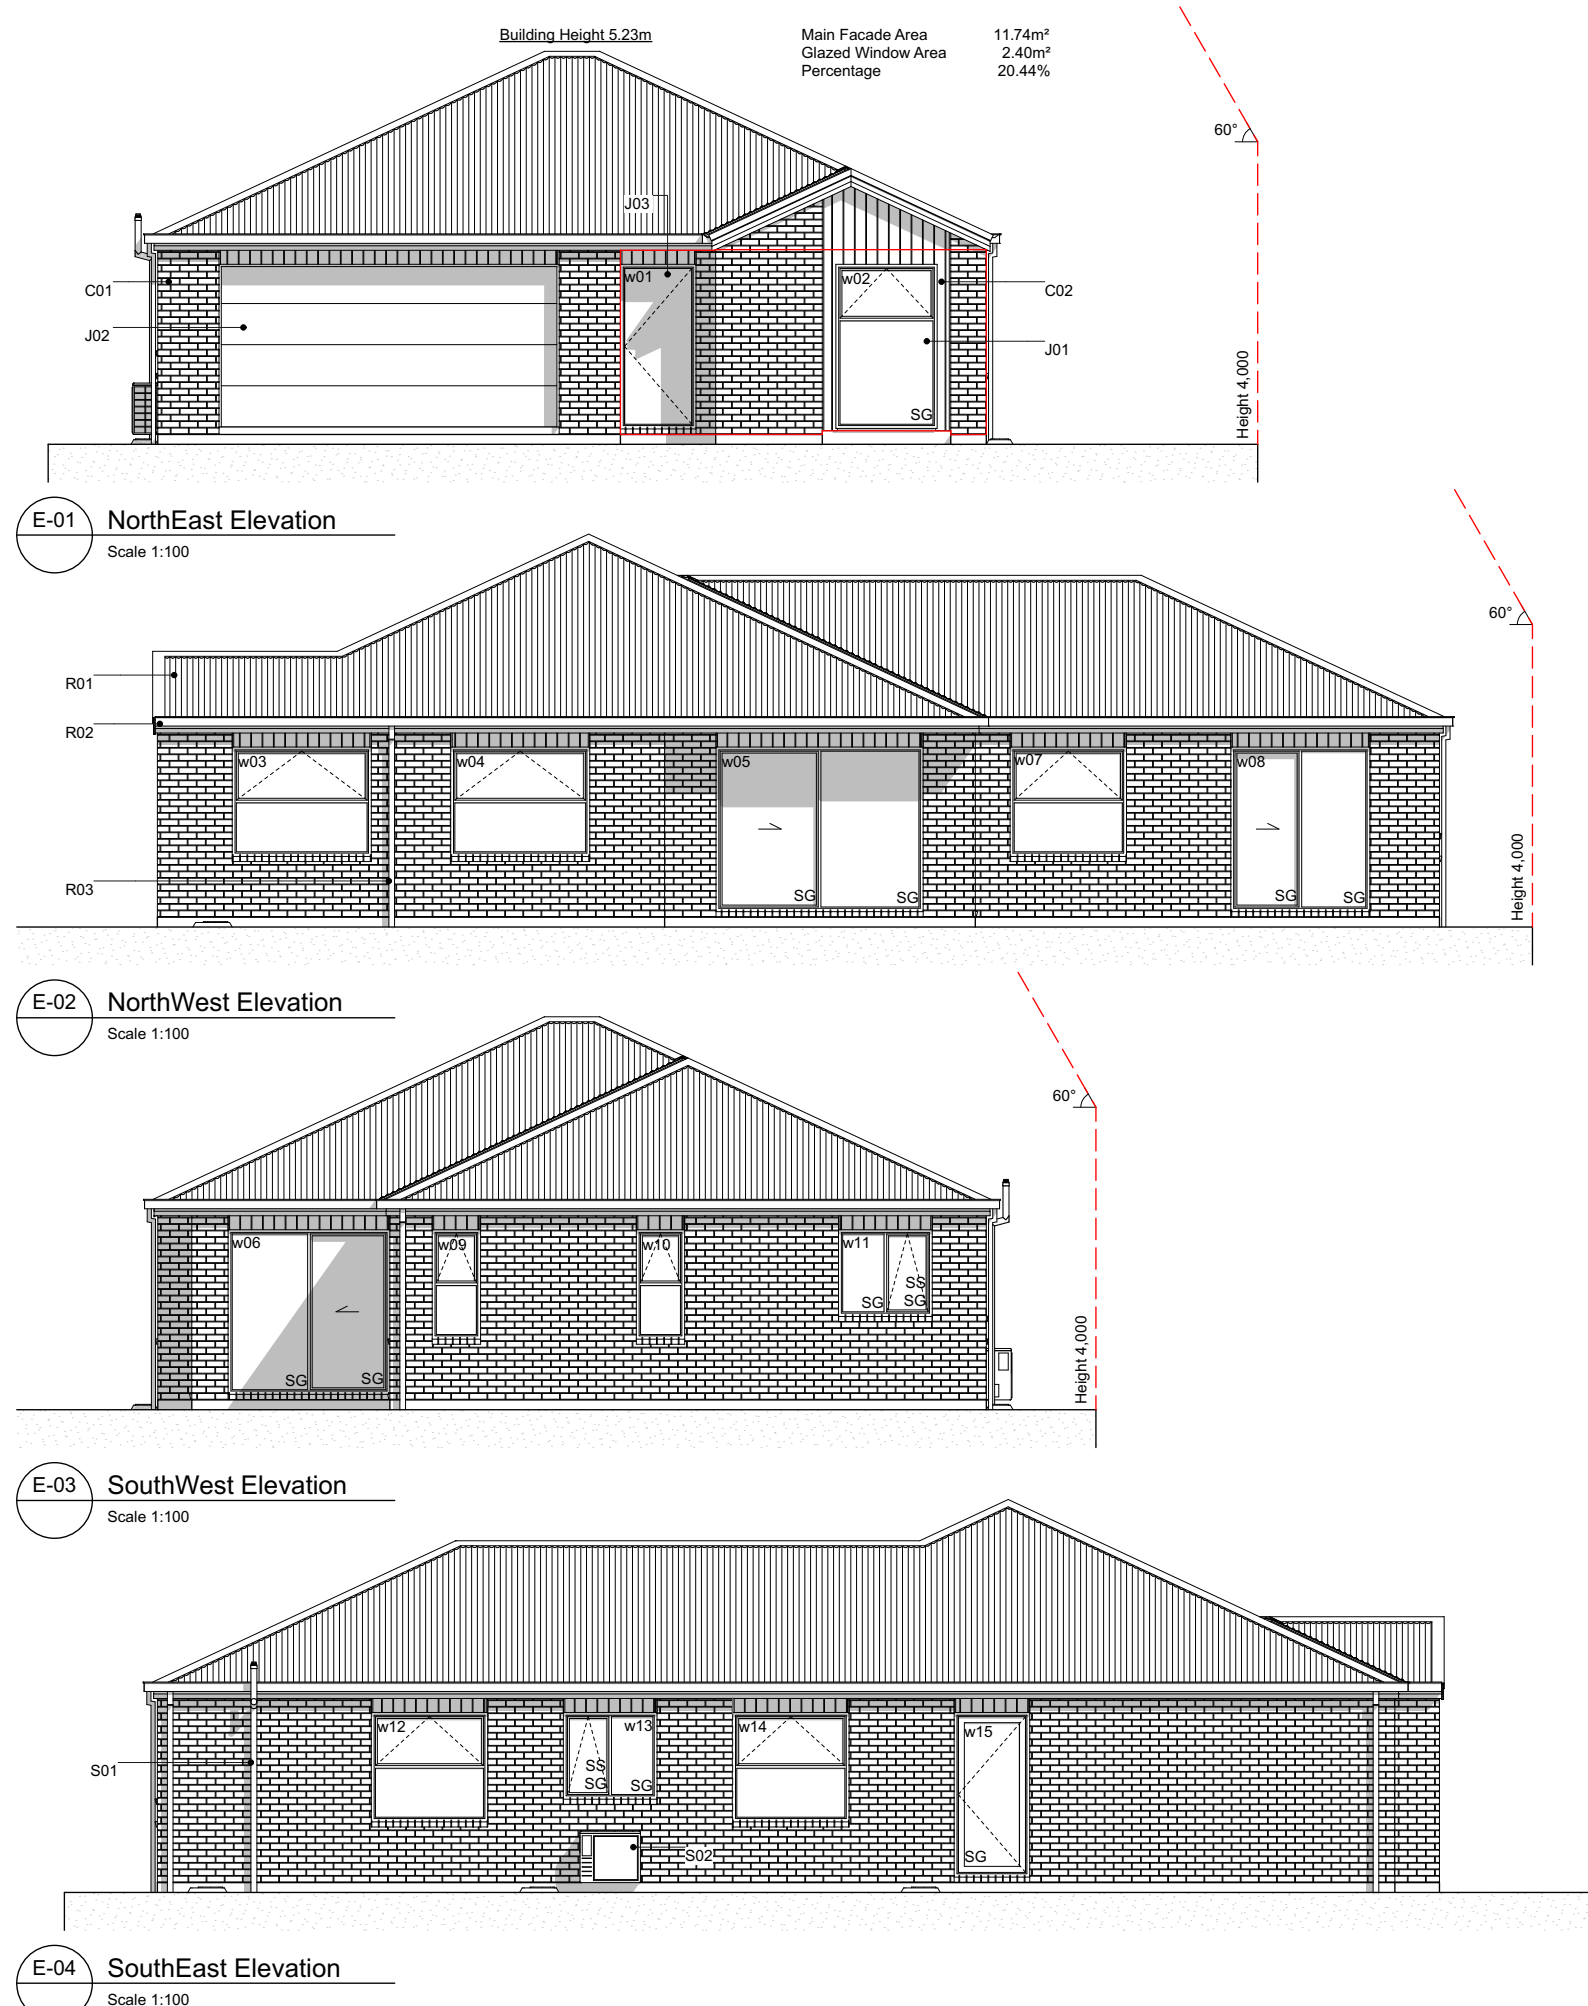 Building Height 5.23m
Main Facade Area 11.74m²
Glazed Window Area 2.40m²
Percentage 20.44%
60°
J03
w01
w02
C01
C02
J02
J01
SG
Height 4,000
E-01 NorthEast Elevation
Scale 1:100
60°
R01
R02
w03
w04
w05
w07
w08
R03
SG
SG
SG
SG
Height 4,000
E-02 NorthWest Elevation
Scale 1:100
60°
w06
w09
w10
w11
SS
SG
SG
SG
SG
Height 4,000
E-03 SouthWest Elevation
Scale 1:100
w12
w13
w14
w15
S01
SS
SG
SG
S02
SG
E-04 SouthEast Elevation
Scale 1:100